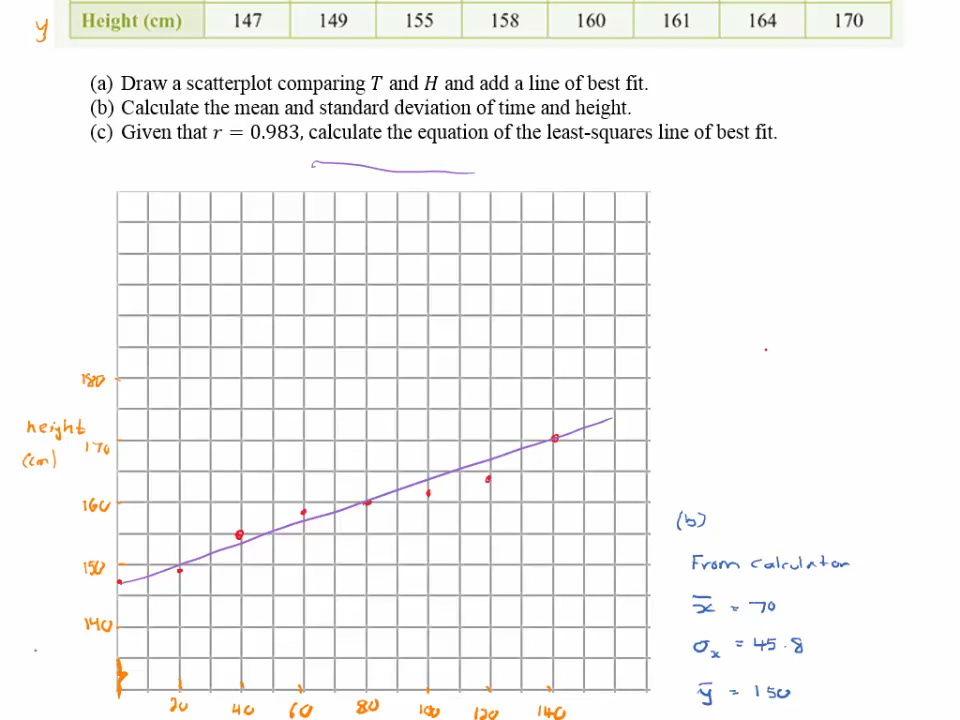 y Height (cm) 147 149 155 158 160 161 164 170
(a) Draw a scatterplot comparing T and H and add a line of best fit.
(b) Calculate the mean and standard deviation of time and height.
(c) Given that r = 0.983, calculate the equation of the least-squares line of best fit.
180
height
170
(cm)
160
150
140
20 40 60 80 100 120 140
(b)
From calculator
x̄ = 70
σx = 45.8
ȳ = 150